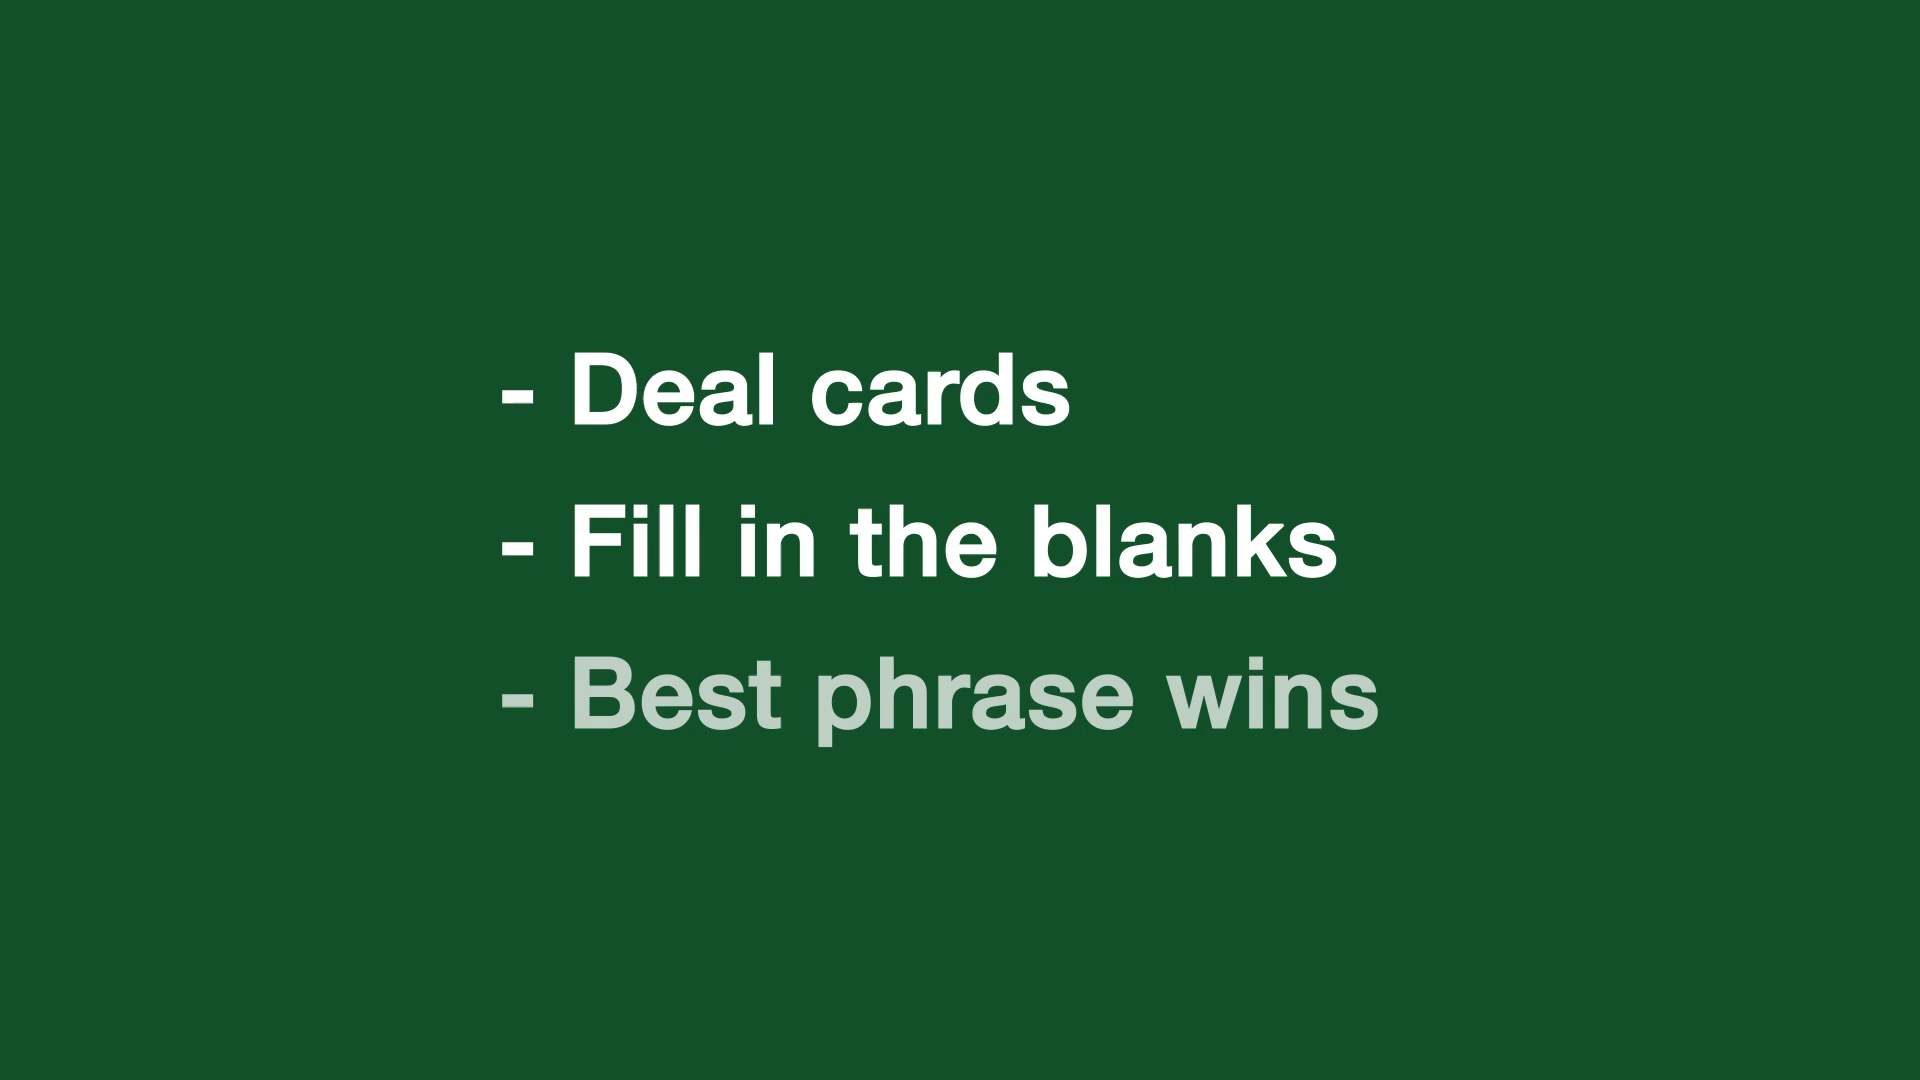 - Deal cards
- Fill in the blanks
- Best phrase wins